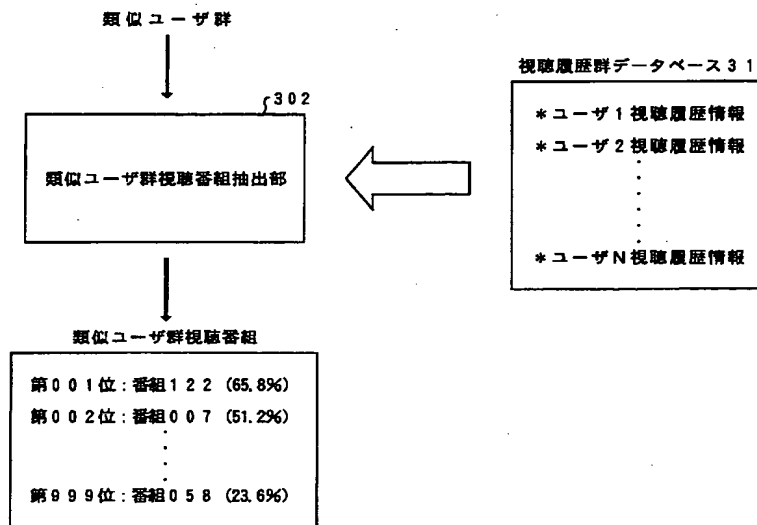 類似ユーザ群
302
類似ユーザ群視聴番組抽出部
視聴履歴群データベース31
＊ユーザ1視聴履歴情報
＊ユーザ2視聴履歴情報
＊ユーザN視聴履歴情報
類似ユーザ群視聴番組
第001位：番組122 (65.8%)
第002位：番組007 (51.2%)
第999位：番組058 (23.6%)